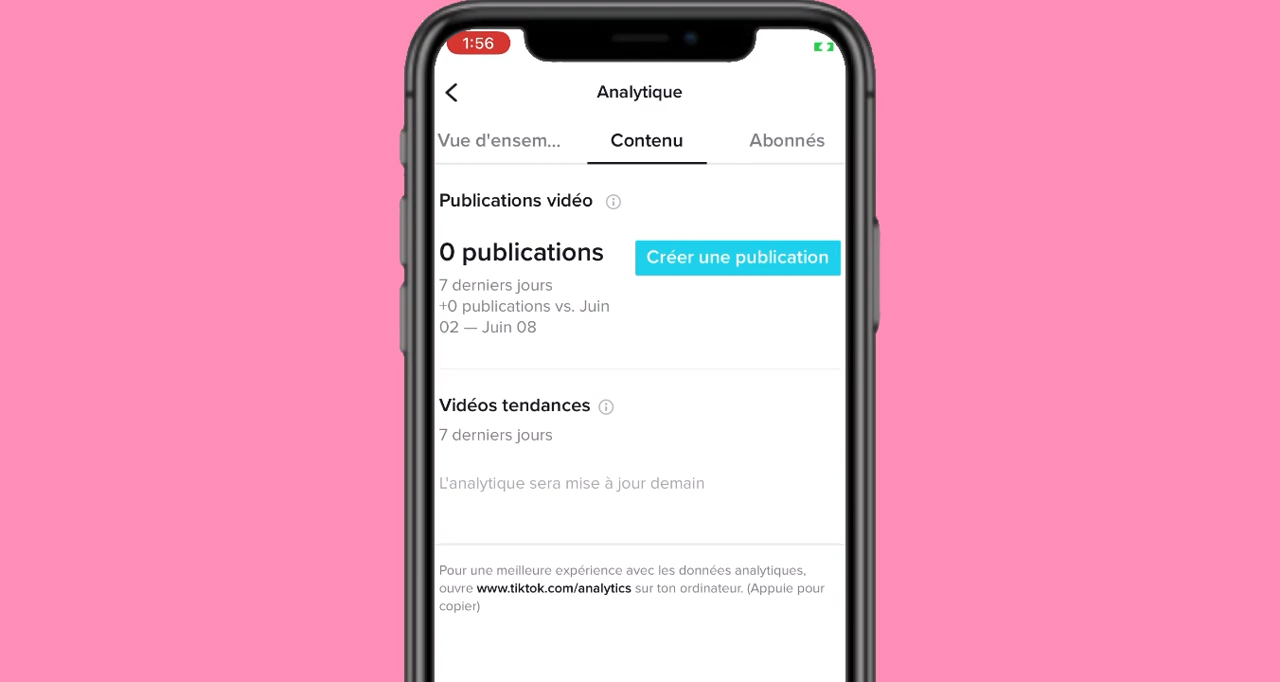 1:56
Analytique
Vue d'ensem...
Contenu
Abonnés
Publications vidéo
0 publications
Créer une publication
7 derniers jours
+0 publications vs. Juin
02 — Juin 08
Vidéos tendances
7 derniers jours
L'analytique sera mise à jour demain
Pour une meilleure expérience avec les données analytiques,
ouvre www.tiktok.com/analytics sur ton ordinateur. (Appuie pour
copier)